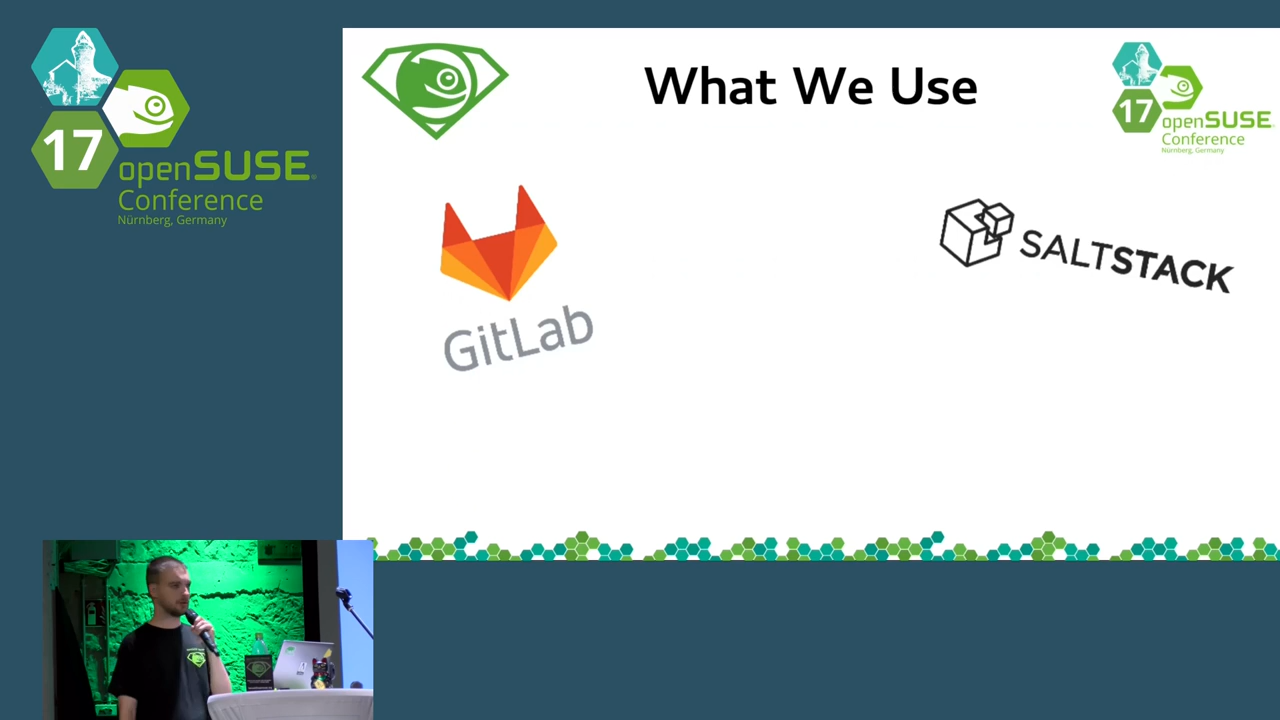 17
openSUSE
Conference
Nürnberg, Germany
What We Use
17
openSUSE
Conference
Nürnberg, Germany
GitLab
SALTSTACK